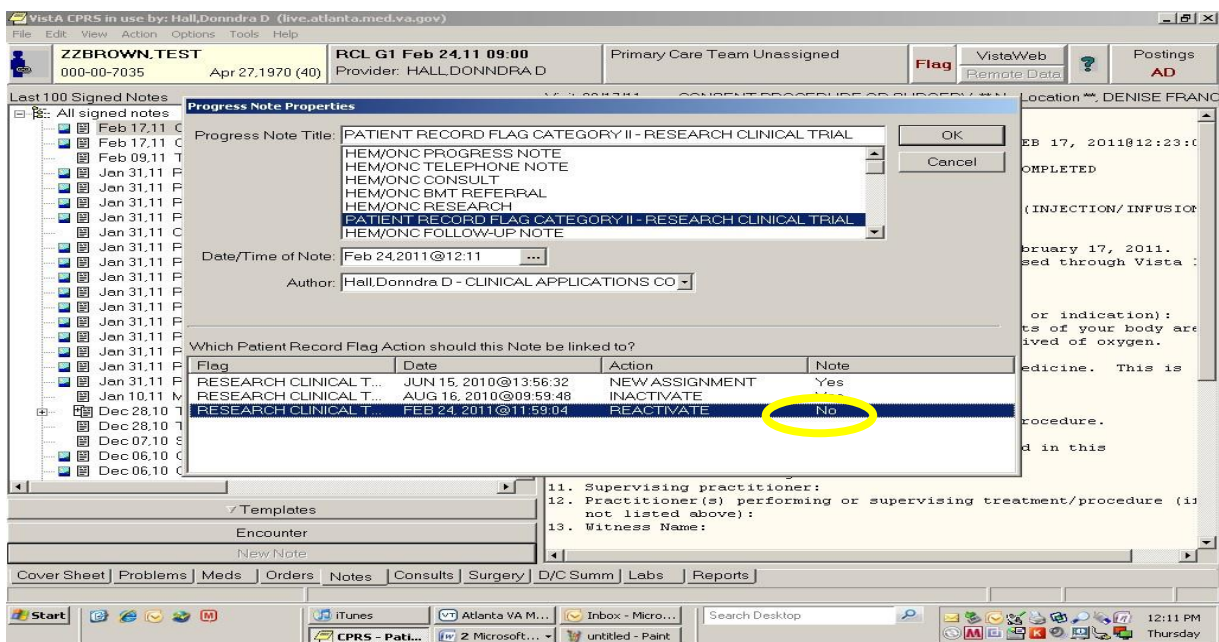 VistA CPRS in use by: Hall,Donndra D (live.atlanta.med.va.gov)
File Edit View Action Options Tools Help
ZZBROWN,TEST
000-00-7035 Apr 27,1970 (40)
RCL G1 Feb 24,11 09:00
Provider: HALL,DONNDRA D
Primary Care Team Unassigned
Flag
VistaWeb
Remote Data
?
Postings
AD
Last 100 Signed Notes
Location **, DENISE FRANC
All signed notes
Feb 17,11 C
Feb 17,11 C
Feb 09,11 T
Jan 31,11 P
Jan 31,11 P
Jan 31,11 P
Jan 31,11 P
Jan 31,11 C
Jan 31,11 P
Jan 31,11 P
Jan 31,11 P
Jan 31,11 P
Jan 31,11 P
Jan 31,11 P
Jan 31,11 P
Jan 31,11 P
Jan 31,11 P
Jan 31,11 P
Jan 10,11 M
Dec 28,10 T
Dec 28,10 T
Dec 07,10 S
Dec 06,10 C
Dec 06,10 C
Progress Note Properties
Progress Note Title: PATIENT RECORD FLAG CATEGORY II - RESEARCH CLINICAL TRIAL
HEM/ONC PROGRESS NOTE
HEM/ONC TELEPHONE NOTE
HEM/ONC CONSULT
HEM/ONC BMT REFERRAL
HEM/ONC RESEARCH
PATIENT RECORD FLAG CATEGORY II - RESEARCH CLINICAL TRIAL
HEM/ONC FOLLOW-UP NOTE
OK
Cancel
Date/Time of Note: Feb 24,2011@12:11 ...
Author: Hall,Donndra D - CLINICAL APPLICATIONS CO
Which Patient Record Flag Action should this Note be linked to?
Flag Date Action Note
RESEARCH CLINICAL T... JUN 15, 2010@13:56:32 NEW ASSIGNMENT Yes
RESEARCH CLINICAL T... AUG 16, 2010@09:59:48 INACTIVATE
RESEARCH CLINICAL T... FEB 24, 2011@11:59:04 REACTIVATE No
EB 17, 2011@12:23:0
OMPLETED
(INJECTION/INFUSION
bruary 17, 2011.
sed through Vista
or indication):
ts of your body are
ived of oxygen.
edicine. This is
rocedure.
d in this
11. Supervising practitioner:
12. Practitioner(s) performing or supervising treatment/procedure (if
not listed above):
13. Witness Name:
Templates
Encounter
New Note
Cover Sheet Problems Meds Orders Notes Consults Surgery D/C Summ Labs Reports
Start
iTunes
Atlanta VA M...
Inbox - Micro...
Search Desktop
12:11 PM
CPRS - Pati...
2 Microsoft...
untitled - Paint
Thursday